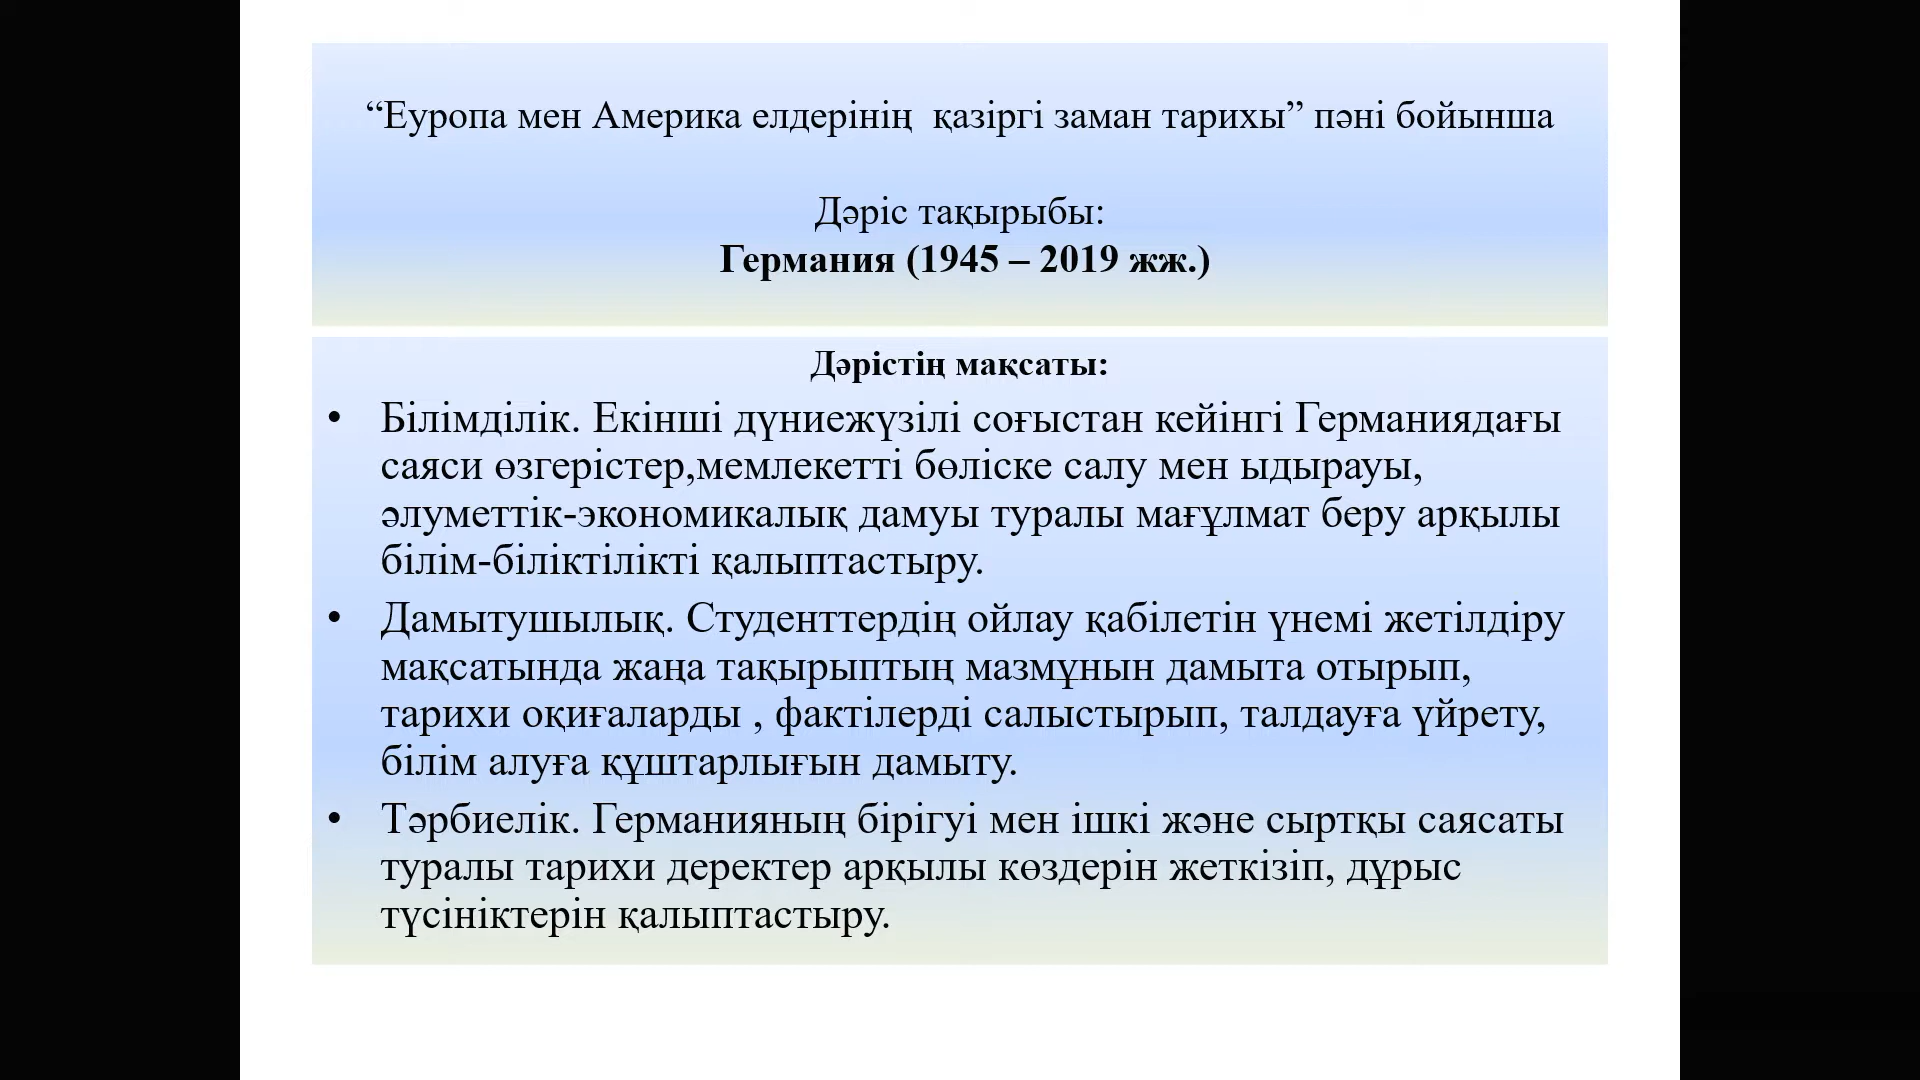 “Еуропа мен Америка елдерінің  қазіргі заман тарихы” пәні бойынша
Дәріс тақырыбы:
Германия (1945 – 2019 жж.)
Дәрістің мақсаты:
• Білімділік. Екінші дүниежүзілі соғыстан кейінгі Германиядағы
саяси өзгерістер,мемлекетті бөліске салу мен ыдырауы,
әлуметтік-экономикалық дамуы туралы мағұлмат беру арқылы
білім-біліктілікті қалыптастыру.
• Дамытушылық. Студенттердің ойлау қабілетін үнемі жетілдіру
мақсатында жаңа тақырыптың мазмұнын дамыта отырып,
тарихи оқиғаларды , фактілерді салыстырып, талдауға үйрету,
білім алуға құштарлығын дамыту.
• Тәрбиелік. Германияның бірігуі мен ішкі және сыртқы саясаты
туралы тарихи деректер арқылы көздерін жеткізіп, дұрыс
түсініктерін қалыптастыру.